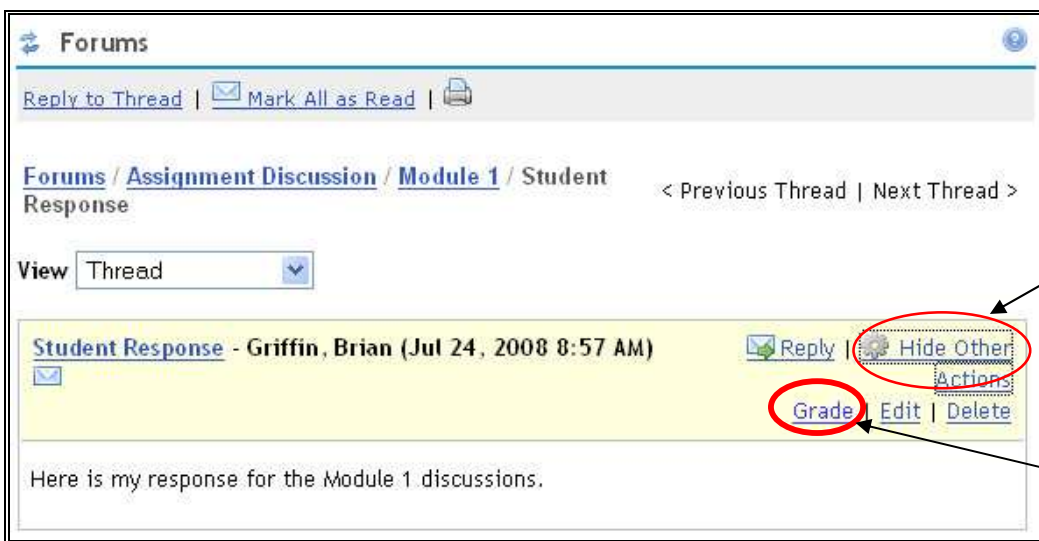 Forums
Reply to Thread | Mark All as Read |
Forums / Assignment Discussion / Module 1 / Student
Response
< Previous Thread | Next Thread >
View Thread
Student Response - Griffin, Brian (Jul 24, 2008 8:57 AM)
Reply | Hide Other
Actions
Grade | Edit | Delete
Here is my response for the Module 1 discussions.